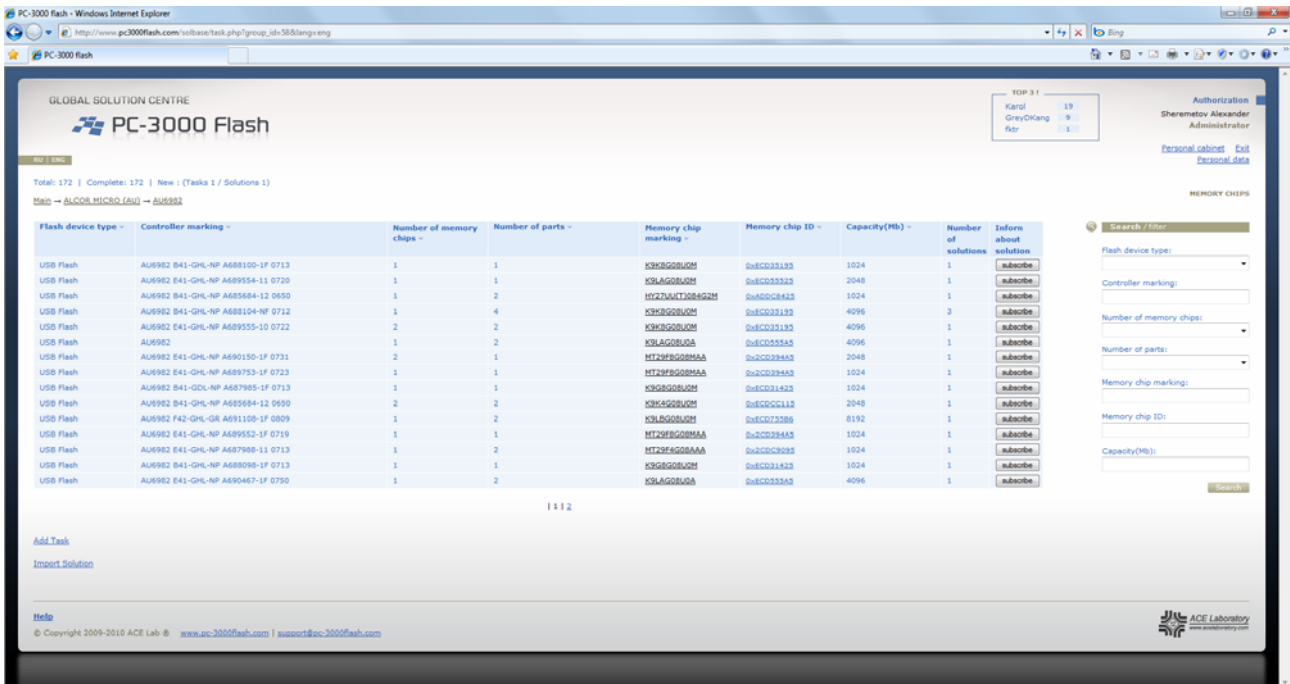 PC-3000 flash - Windows Internet Explorer
http://www.pc3000flash.com/solbase/task.php?group_id=58&lang=eng
Bing
PC-3000 flash
GLOBAL SOLUTION CENTRE
PC-3000 Flash
TOP 3 !
Karol 19
GreyDKang 9
fktr 1
Authorization
Sheremetov Alexander
Administrator
Personal cabinet Exit
Personal data
RU | ENG
Total: 172 | Complete: 172 | New : (Tasks 1 / Solutions 1)
Main → ALCOR MICRO (AU) → AU6982
MEMORY CHIPS
Flash device type Controller marking Number of memory chips Number of parts Memory chip marking Memory chip ID Capacity(Mb) Number of solutions Inform about solution
USB Flash AU6982 B41-GHL-NP A688100-1F 0713 1 1 K9K8G08U0M 0xECD35195 1024 1 subscribe
USB Flash AU6982 E41-GHL-NP A689554-11 0720 1 1 K9LAG08U0M 0xECD55525 2048 1 subscribe
USB Flash AU6982 B41-GHL-NP A685684-12 0650 1 2 HY27UU(T)084G2M 0xADDC8425 1024 1 subscribe
USB Flash AU6982 B41-GHL-NP A688104-NF 0712 1 4 K9K8G08U0M 0xECD35195 4096 3 subscribe
USB Flash AU6982 E41-GHL-NP A689555-10 0722 2 2 K9K8G08U0M 0xECD35195 4096 1 subscribe
USB Flash AU6982 1 2 K9LAG08U0A 0xECD555A5 4096 1 subscribe
USB Flash AU6982 E41-GHL-NP A690150-1F 0731 2 1 MT29F8G08MAA 0x2CD394A5 2048 1 subscribe
USB Flash AU6982 E41-GHL-NP A689753-1F 0723 1 1 MT29F8G08MAA 0x2CD394A5 1024 1 subscribe
USB Flash AU6982 B41-GDL-NP A687985-1F 0713 1 2 K9G8G08U0M 0xECD31425 1024 1 subscribe
USB Flash AU6982 B41-GHL-NP A685684-12 0650 2 2 K9K4G08U0M 0xECDCC115 2048 1 subscribe
USB Flash AU6982 F42-GHL-GR A691108-1F 0809 1 2 K9LBG08U0M 0xECD755B6 8192 1 subscribe
USB Flash AU6982 E41-GHL-NP A689552-1F 0719 1 1 MT29F8G08MAA 0x2CD394A5 1024 1 subscribe
USB Flash AU6982 E41-GHL-NP A687988-11 0713 1 2 MT29F4G08AAA 0x2CDC9095 1024 1 subscribe
USB Flash AU6982 B41-GHL-NP A688098-1F 0713 1 1 K9G8G08U0M 0xECD31425 1024 1 subscribe
USB Flash AU6982 E41-GHL-NP A690467-1F 0750 1 2 K9LAG08U0A 0xECD555A5 4096 1 subscribe
| 1 | 2
Search / filter
Flash device type:
Controller marking:
Number of memory chips:
Number of parts:
Memory chip marking:
Memory chip ID:
Capacity(Mb):
Search
Add Task
Import Solution
Help
© Copyright 2009-2010 ACE Lab ® www.pc-3000flash.com | support@pc-3000flash.com
ACE Laboratory
www.acelaboratory.com